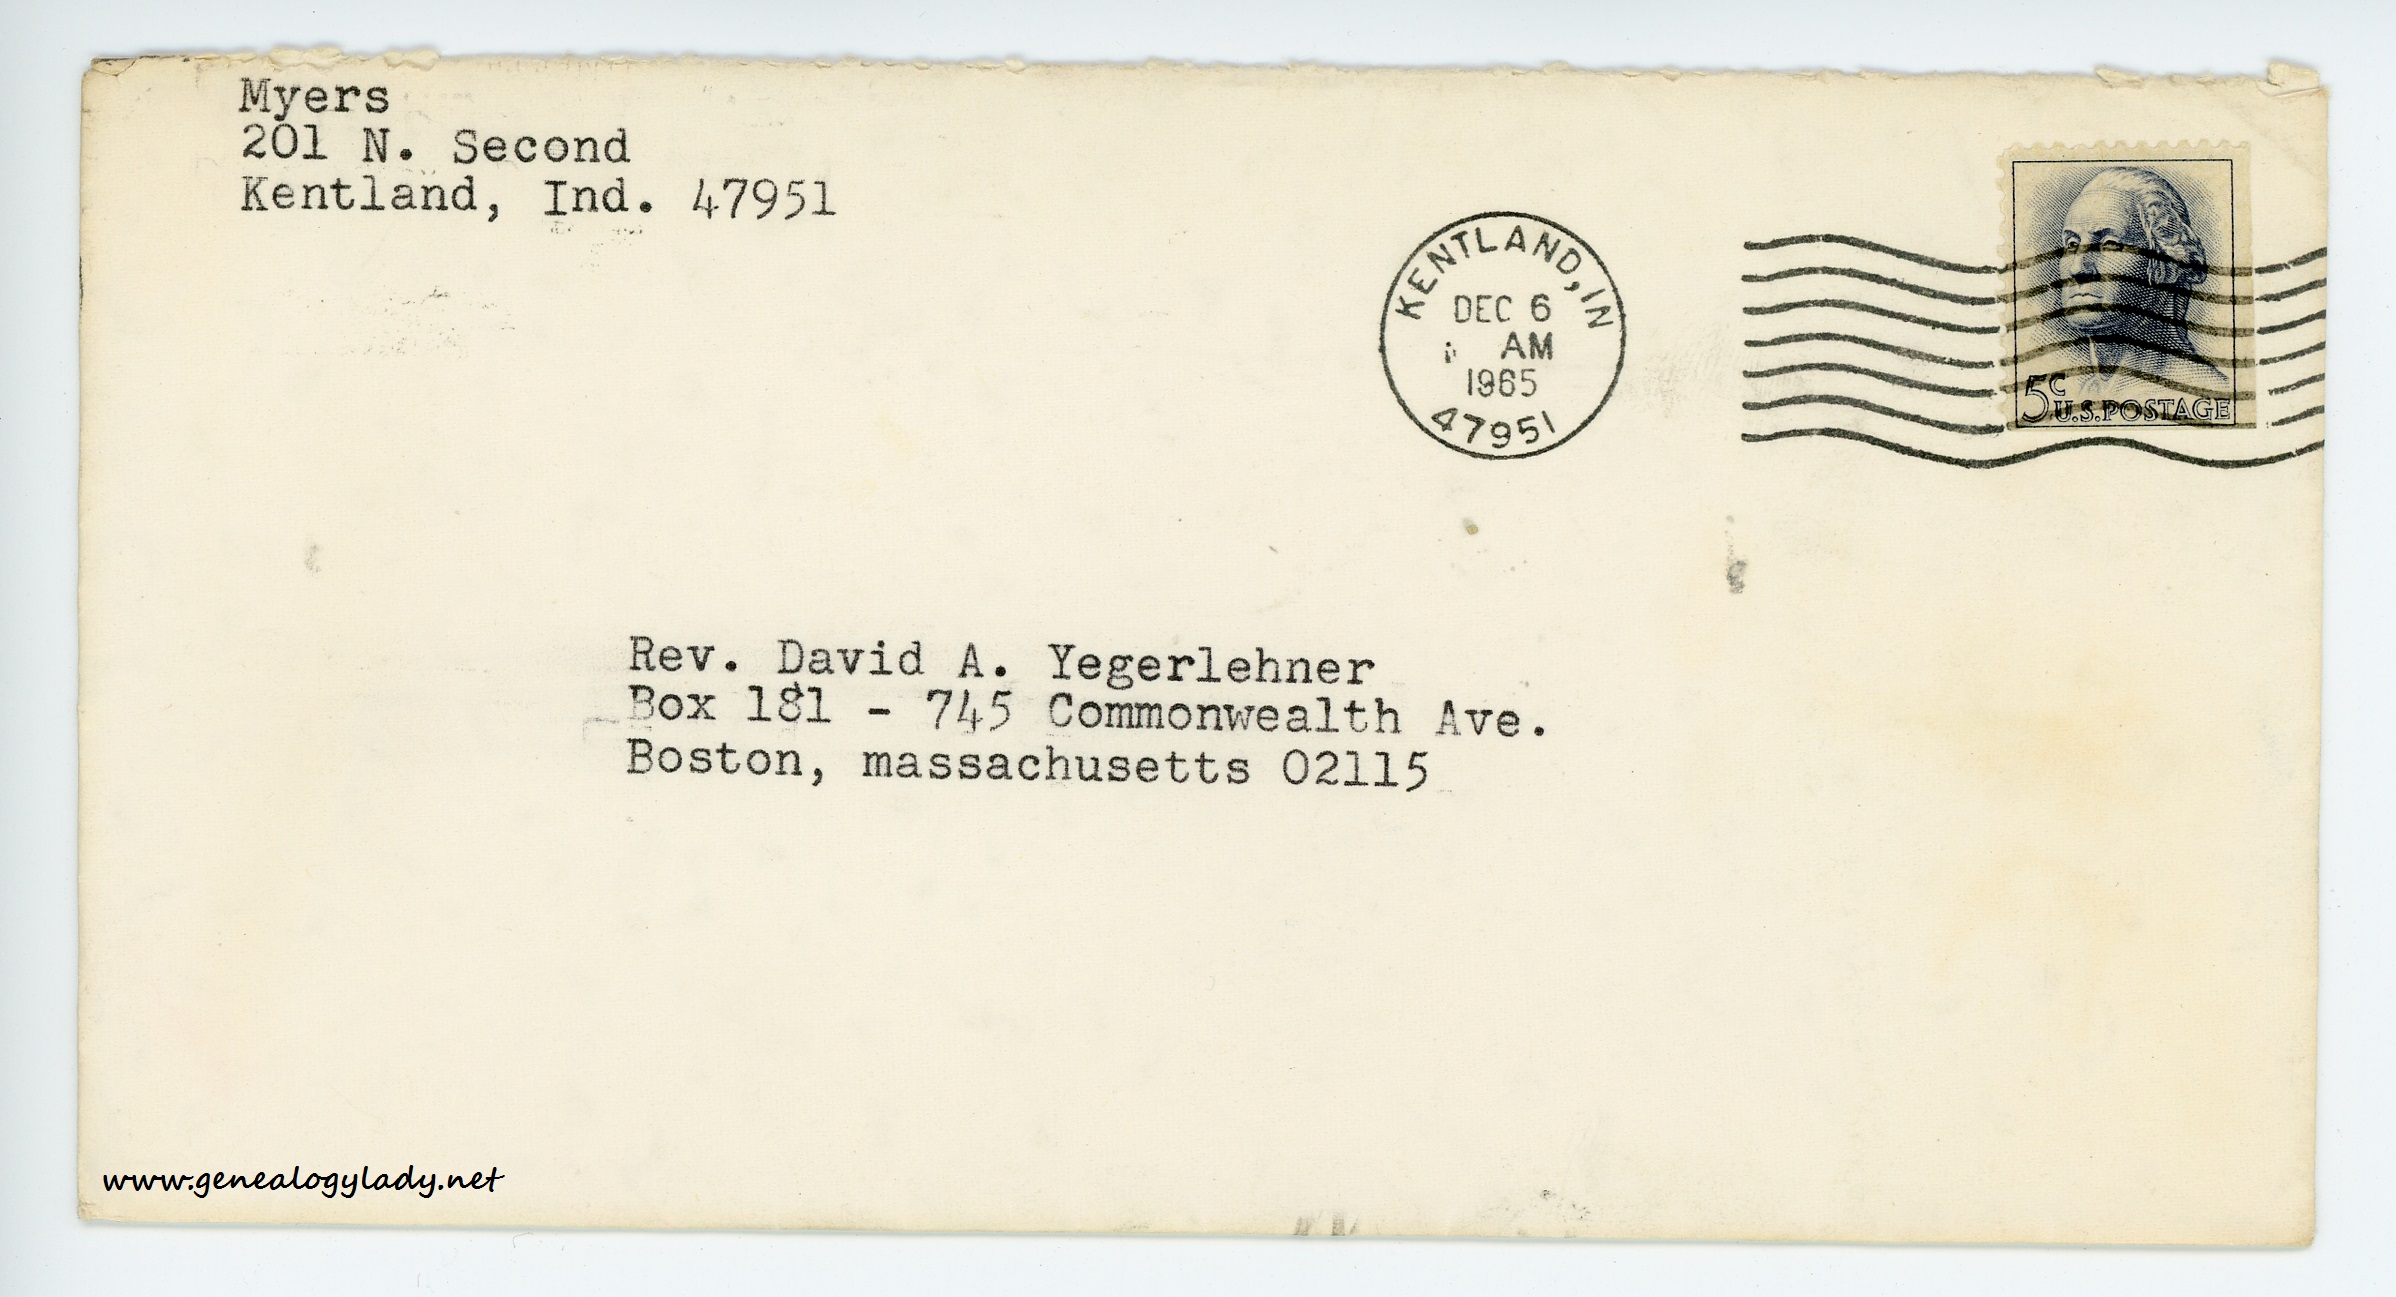 Myers
201 N. Second
Kentland, Ind. 47951
KENTLAND, IN
DEC 6
AM
1965
47951
5c
U.S. POSTAGE
Rev. David A. Yegerlehner
Box 181 - 745 Commonwealth Ave.
Boston, massachusetts 02115
www.genealogylady.net